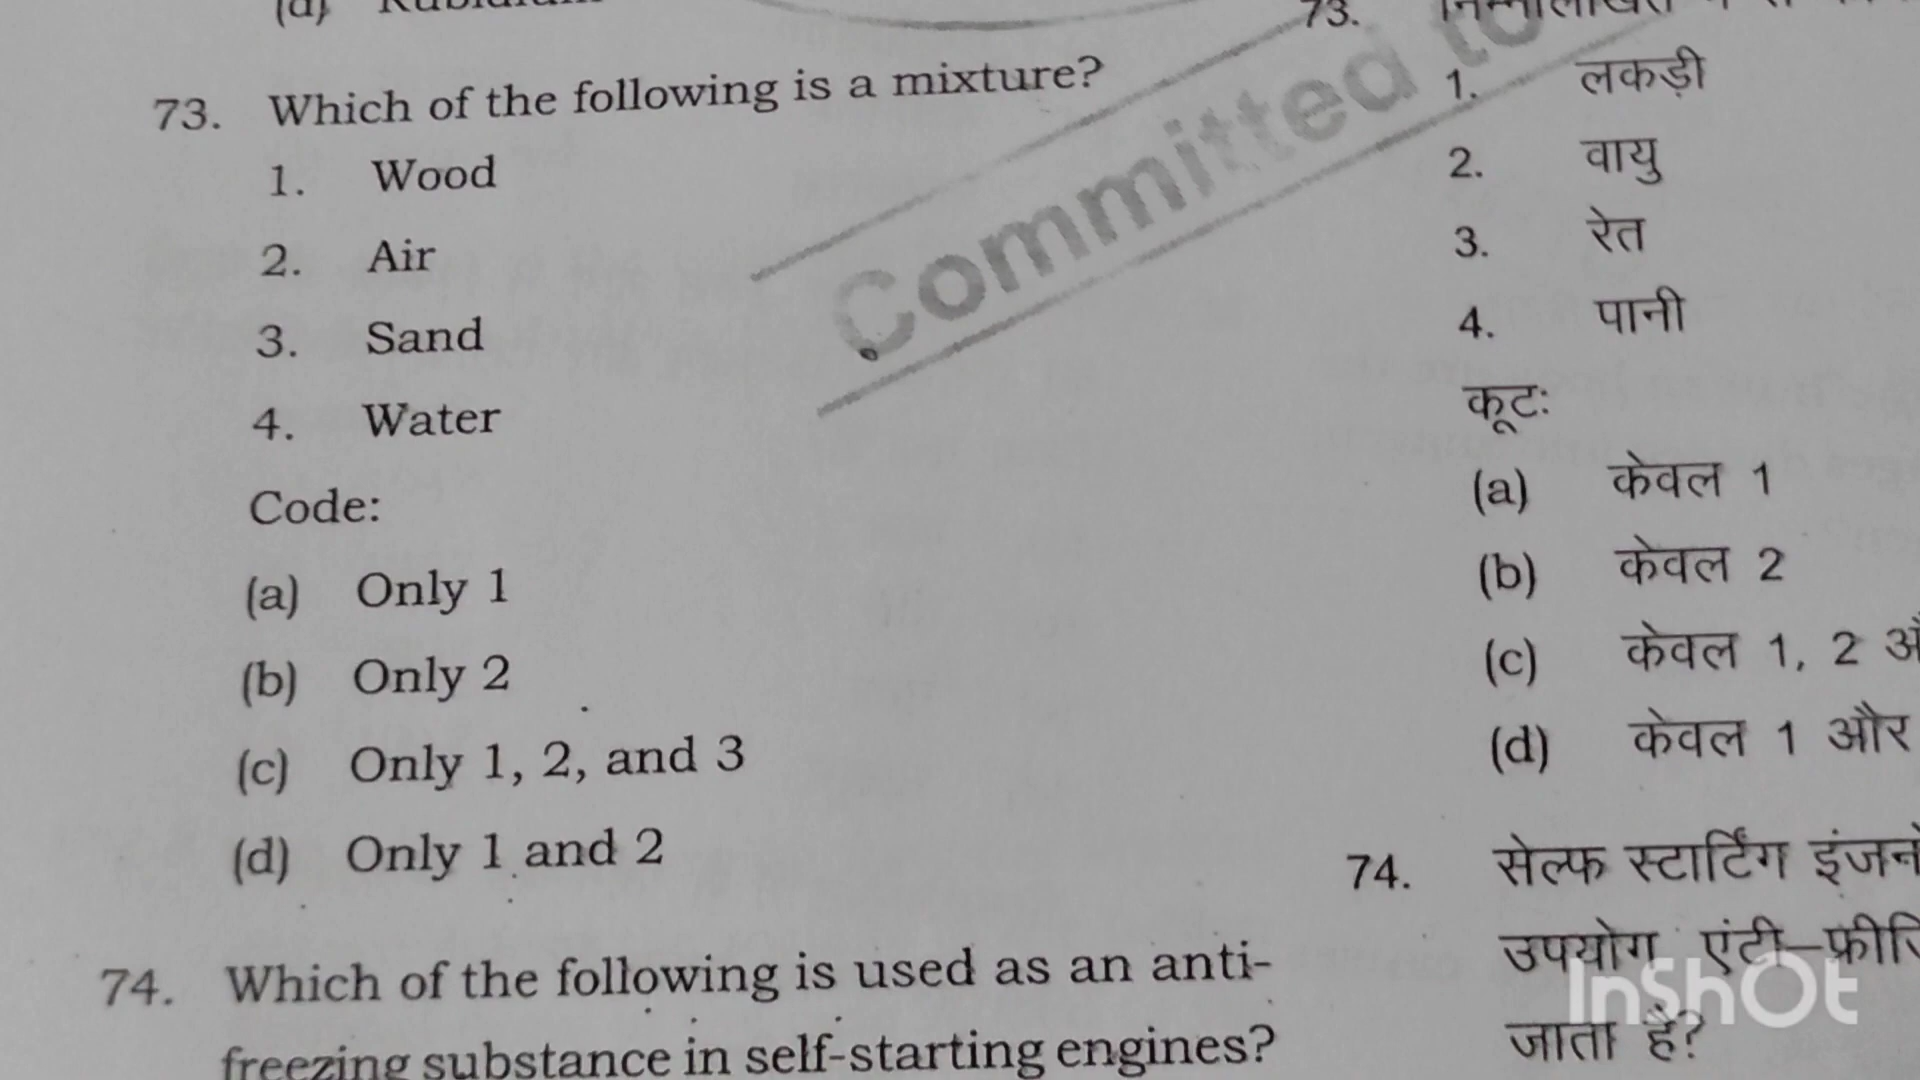 (d)
73. Which of the following is a mixture?
1. Wood
2. Air
3. Sand
4. Water
Code:
(a) Only 1
(b) Only 2
(c) Only 1, 2, and 3
(d) Only 1 and 2
74. Which of the following is used as an anti-
freezing substance in self-starting engines?
Committed to
73.
1. लकड़ी
2. वायु
3. रेत
4. पानी
कूटः
(a) केवल 1
(b) केवल 2
(c) केवल 1, 2
(d) केवल 1 और
74. सेल्फ स्टार्टिंग
उपयोग
जाता है?
InShOt